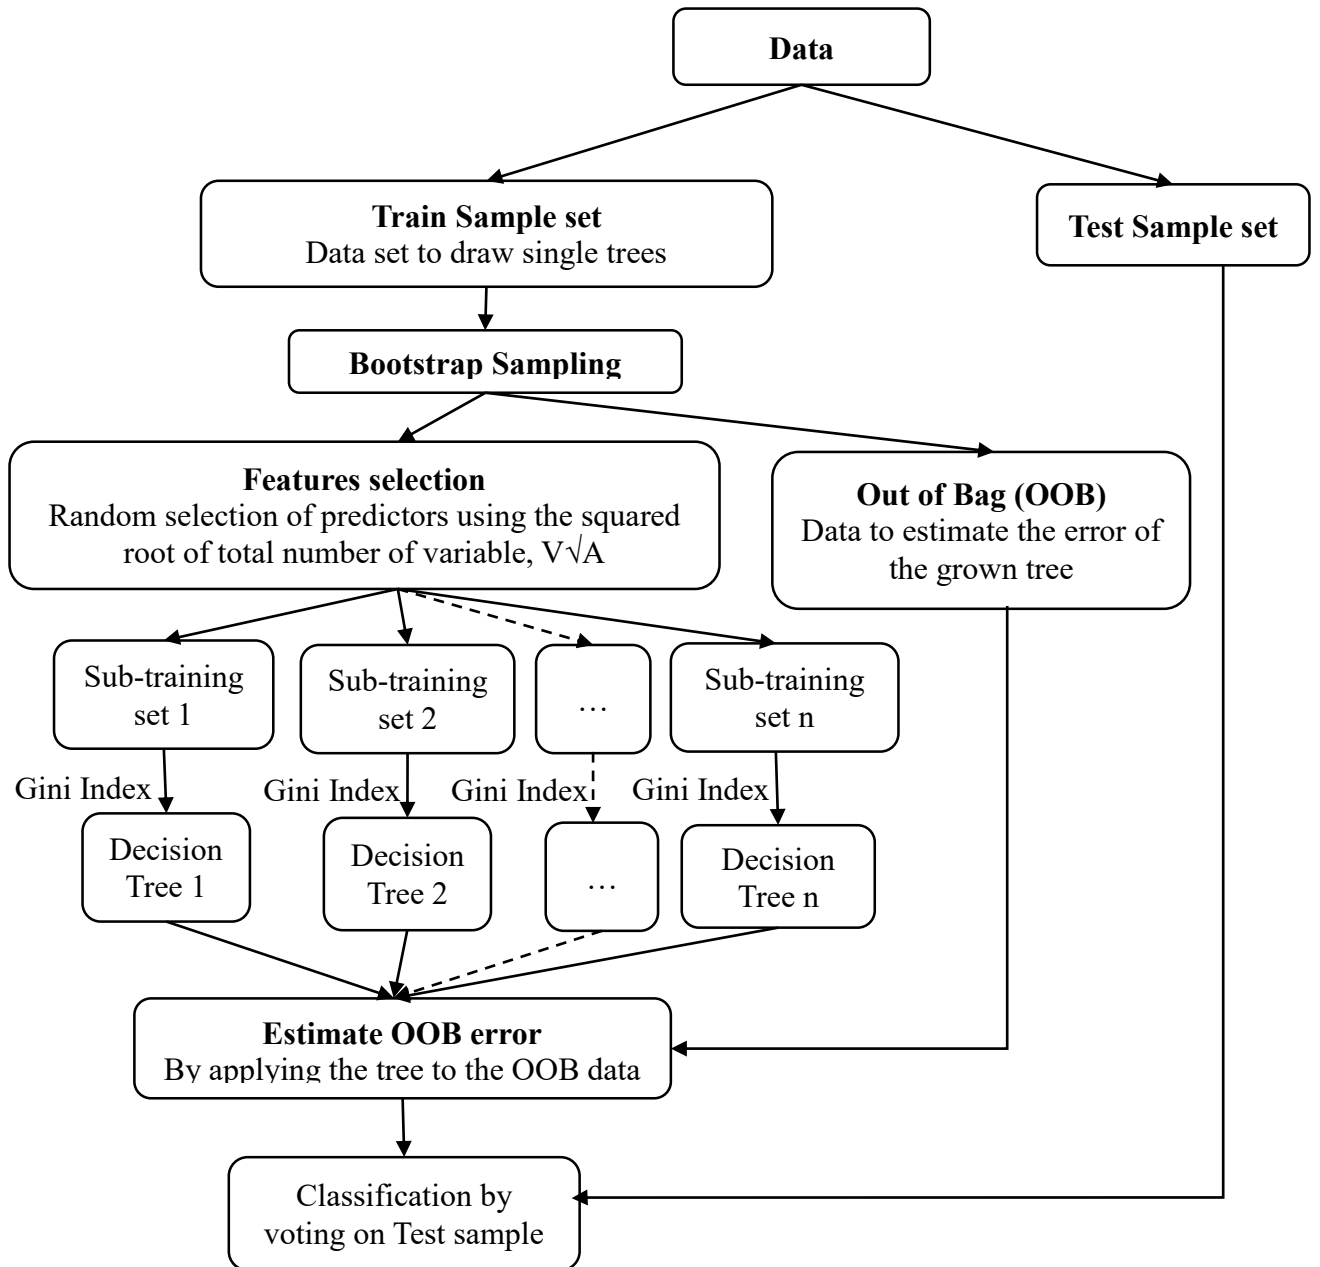 Data
Train Sample set
Data set to draw single trees
Test Sample set
Bootstrap Sampling
Features selection
Random selection of predictors using the squared
root of total number of variable, V√A
Out of Bag (OOB)
Data to estimate the error of
the grown tree
Sub-training
set 1
Sub-training
set 2
…
Sub-training
set n
Gini Index
Gini Index
Gini Index
Gini Index
Decision
Tree 1
Decision
Tree 2
…
Decision
Tree n
Estimate OOB error
By applying the tree to the OOB data
Classification by
voting on Test sample